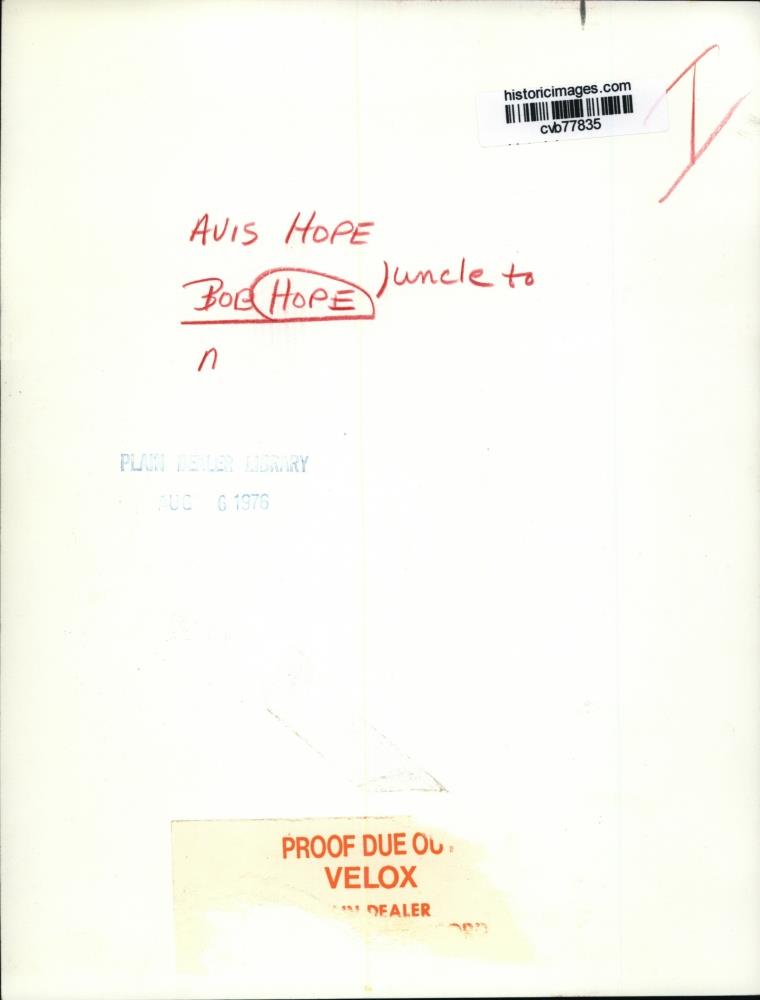 historicimages.com
cvb77835
I
AVIS HOPE
BOB HOPE ) uncle to
n
PLAIN DEALER LIBRARY
AUG 6 1976
PROOF DUE OU
VELOX
IN DEALER